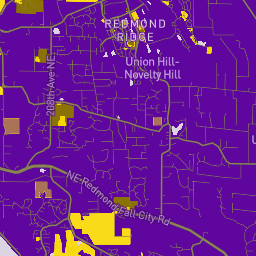 REDMOND
RIDGE
Union Hill-
Novelty Hill
208th Ave NE
U
NE Redmond Fall City Rd